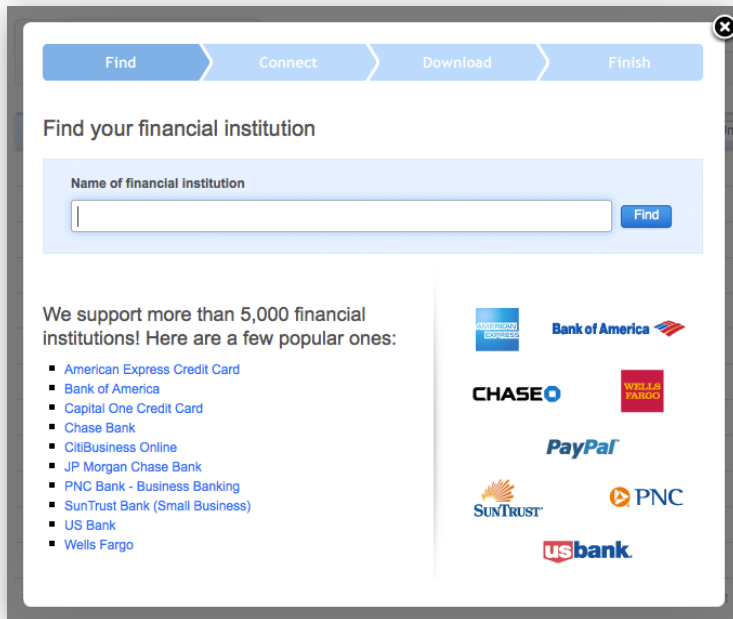 Find
Connect
Download
Finish
Find your financial institution
Name of financial institution
Find
We support more than 5,000 financial
institutions! Here are a few popular ones:
American Express Credit Card
Bank of America
Capital One Credit Card
Chase Bank
CitiBusiness Online
JP Morgan Chase Bank
PNC Bank - Business Banking
SunTrust Bank (Small Business)
US Bank
Wells Fargo
AMERICAN
EXPRESS
Bank of America
CHASE
WELLS
FARGO
PayPal
SUNTRUST
PNC
usbank.